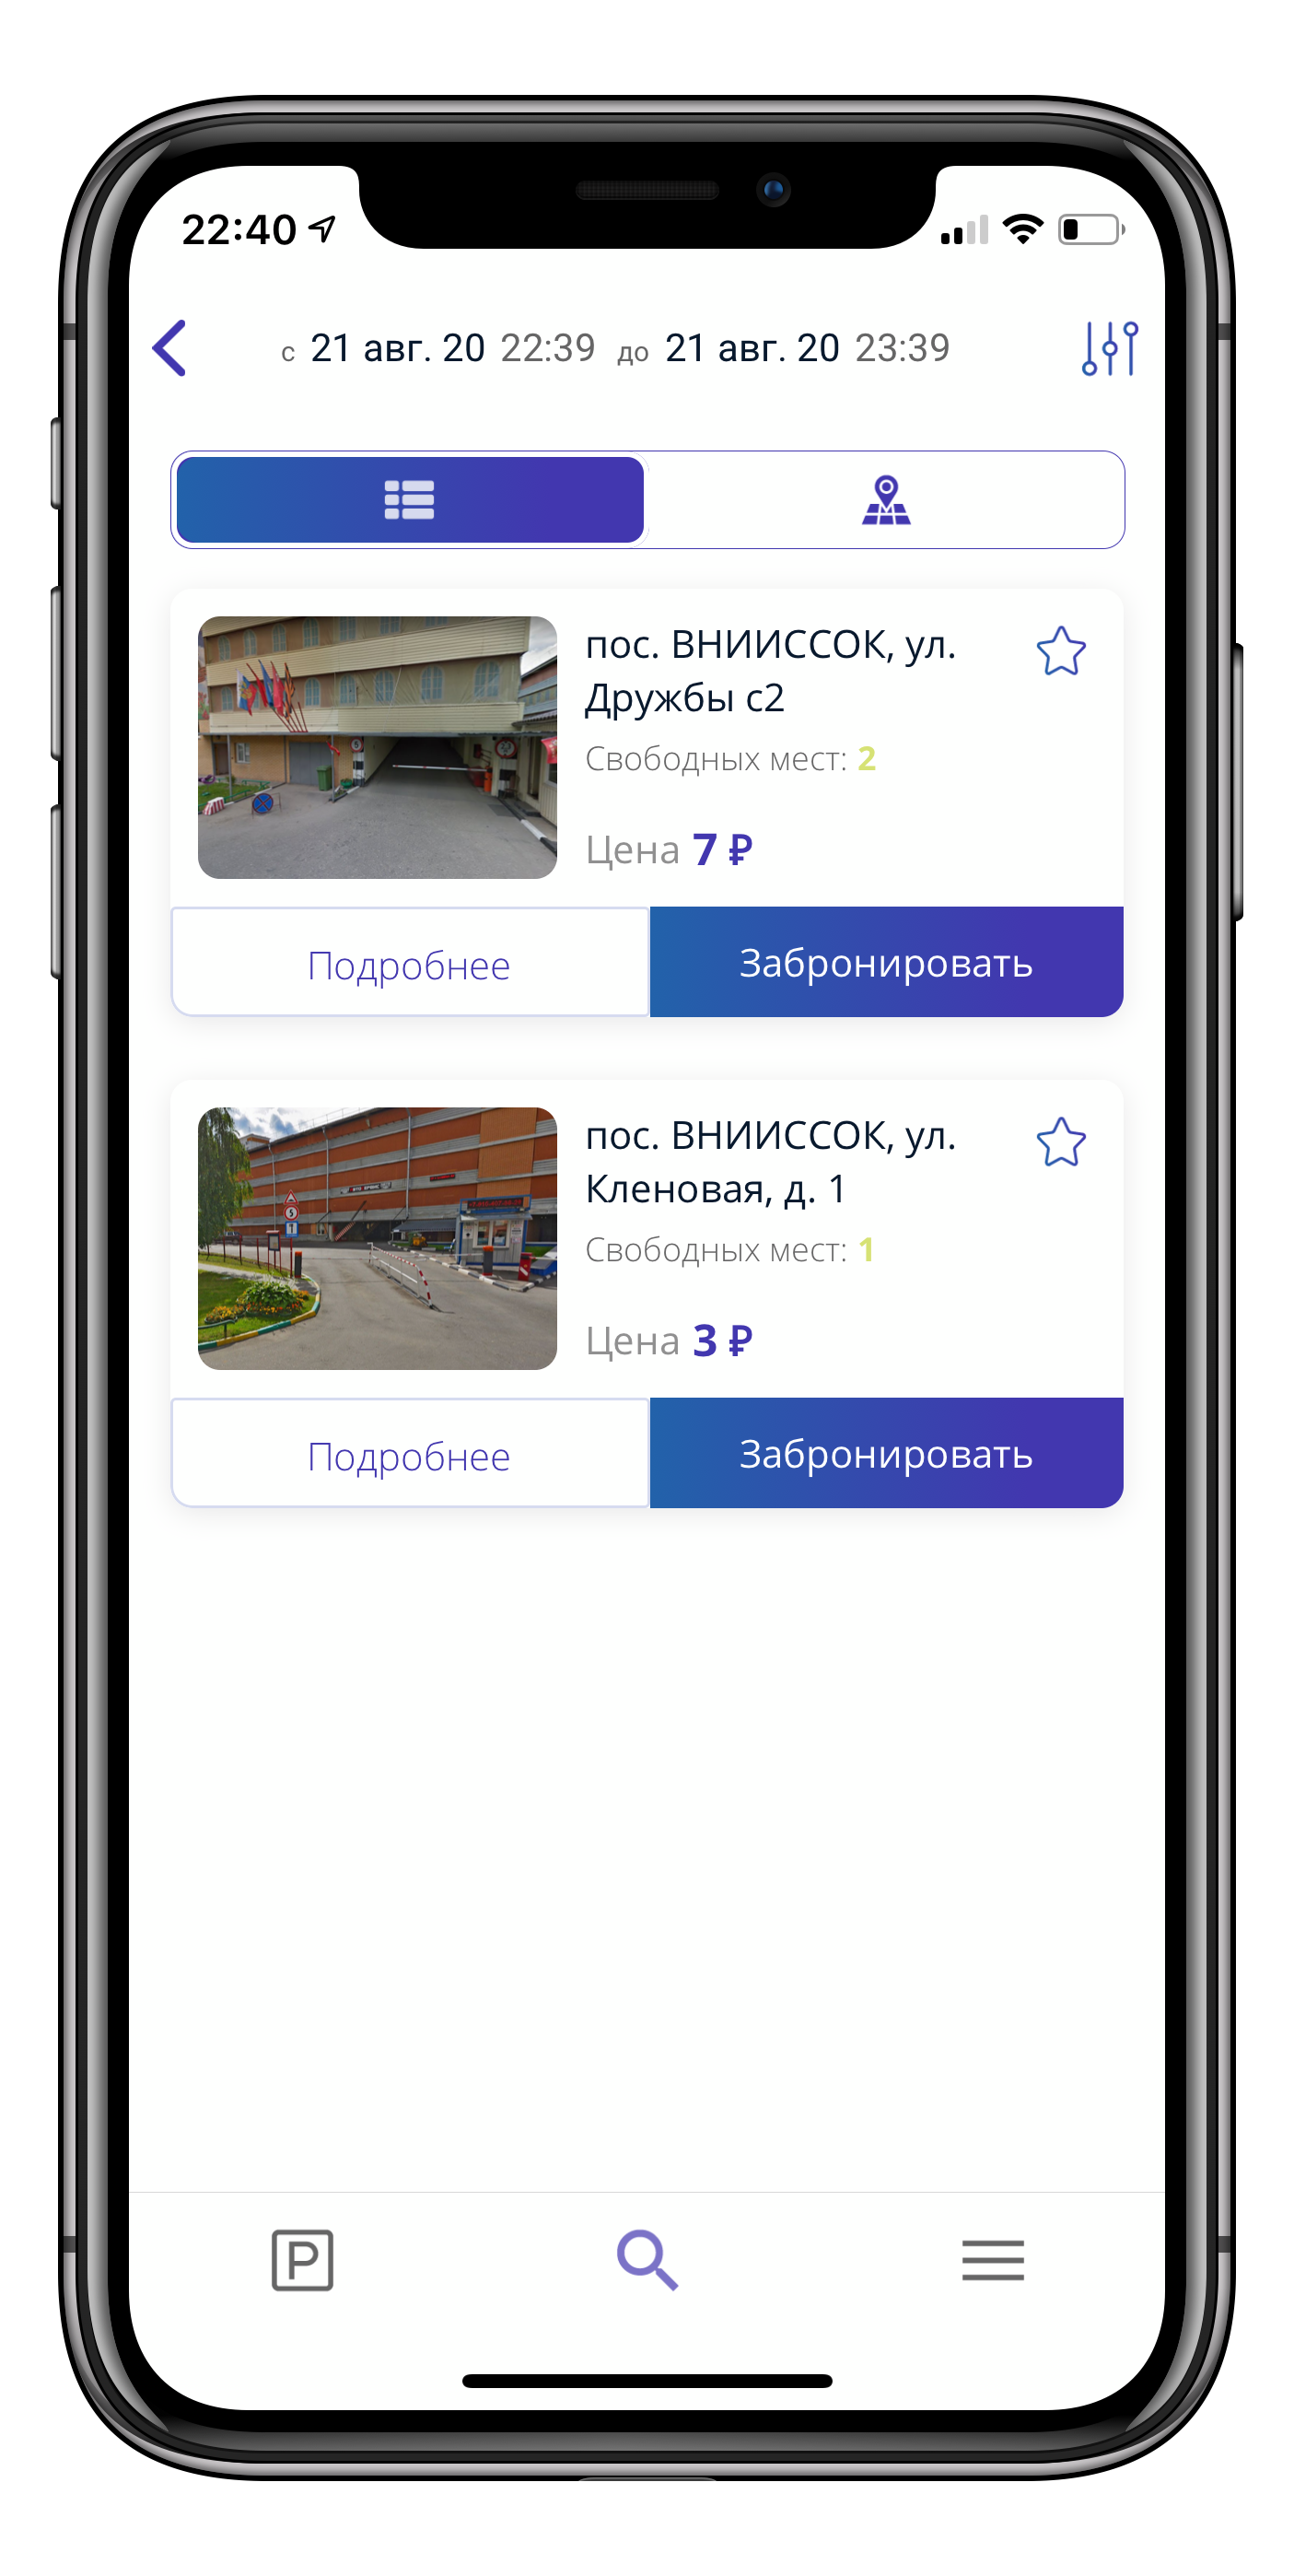 22:40
с 21 авг. 20 22:39 до 21 авг. 20 23:39
пос. ВНИИССОК, ул.
Дружбы с2
Свободных мест: 2
Цена 7 ₽
Подробнее
Забронировать
пос. ВНИИССОК, ул.
Кленовая, д. 1
Свободных мест: 1
Цена 3 ₽
Подробнее
Забронировать
P